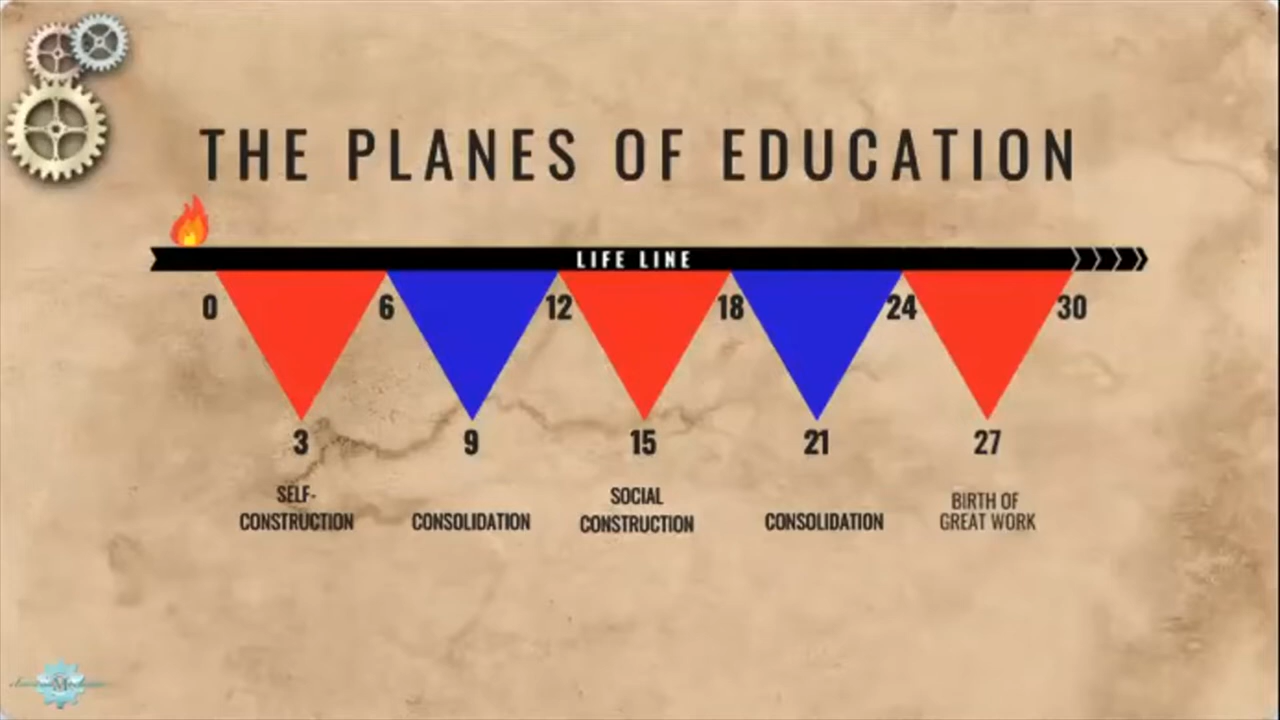 THE PLANES OF EDUCATION
LIFE LINE
0 6 12 18 24 30
3 9 15 21 27
SELF-
CONSTRUCTION
CONSOLIDATION
SOCIAL
CONSTRUCTION
CONSOLIDATION
BIRTH OF
GREAT WORK